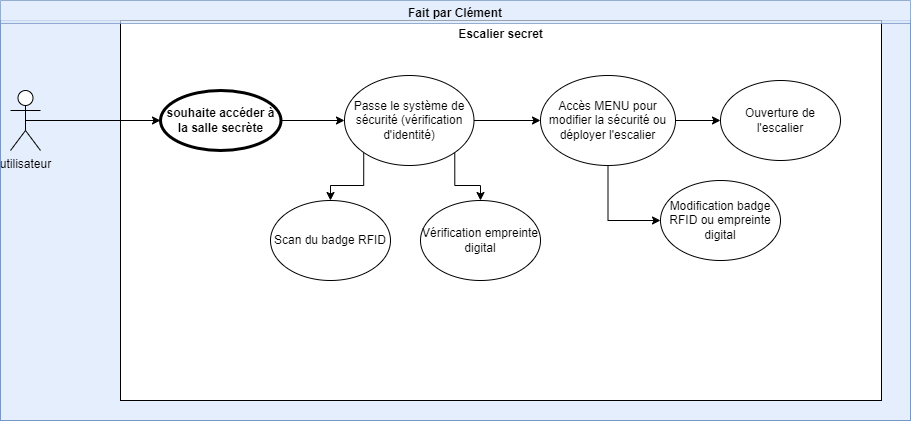 Fait par Clément
Escalier secret
souhaite accéder à
la salle secrète
Passe le système de
sécurité (vérification
d'identité)
Accès MENU pour
modifier la sécurité ou
déployer l'escalier
Ouverture de
l'escalier
utilisateur
Modification badge
RFID ou empreinte
digital
Scan du badge RFID
Vérification empreinte
digital